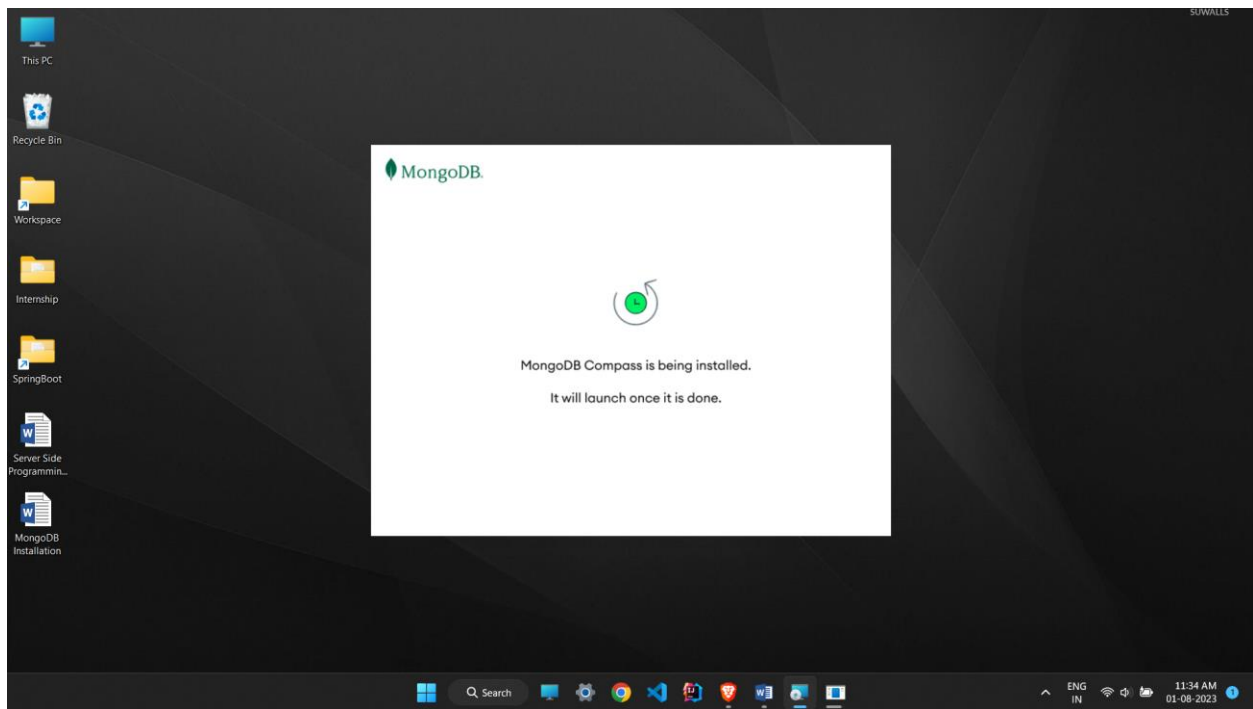 SUWALLS
This PC
Recycle Bin
Workspace
Internship
SpringBoot
Server Side
Programmin...
MongoDB
Installation
MongoDB.
MongoDB Compass is being installed.
It will launch once it is done.
Search
ENG
IN
11:34 AM
01-08-2023
1